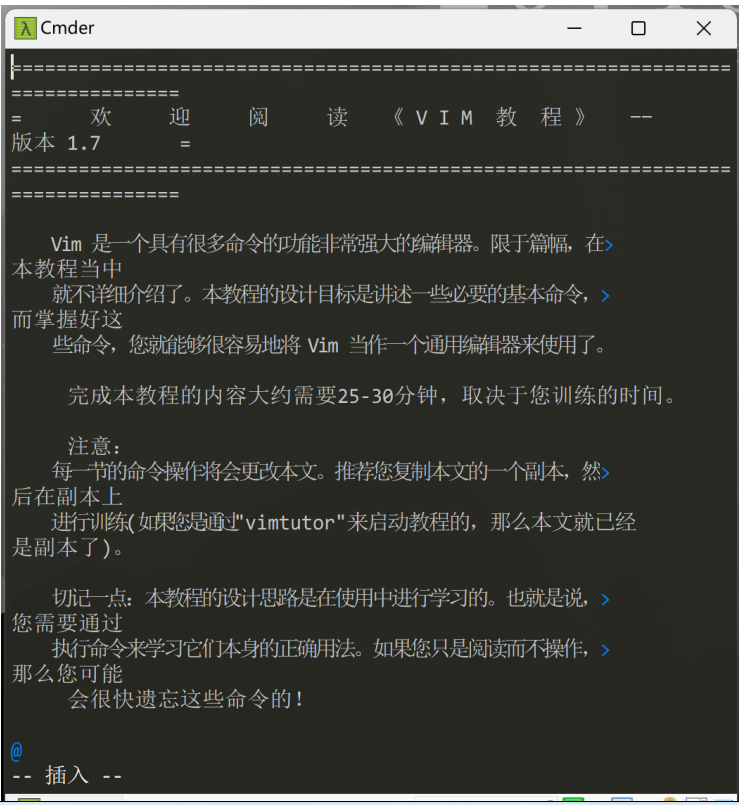 λ Cmder
=============================================================
===============
=      欢      迎      阅      读      《 V I M  教  程 》   --
版本 1.7      =
=============================================================
===============
Vim 是一个具有很多命令的功能非常强大的编辑器。限于篇幅，在>
本教程当中
就不详细介绍了。本教程的设计目标是讲述一些必要的基本命令，>
而掌握好这
些命令，您就能够很容易地将 Vim 当作一个通用编辑器来使用了。
完成本教程的内容大约需要25-30分钟，取决于您训练的时间。
注意：
每一节的命令操作将会更改本文。推荐您复制本文的一个副本，然>
后在副本上
进行训练(如果您是通过"vimtutor"来启动教程的，那么本文就已经
是副本了)。
切记一点：本教程的设计思路是在使用中进行学习的。也就是说，>
您需要通过
执行命令来学习它们本身的正确用法。如果您只是阅读而不操作，>
那么您可能
会很快遗忘这些命令的！
@
-- 插入 --